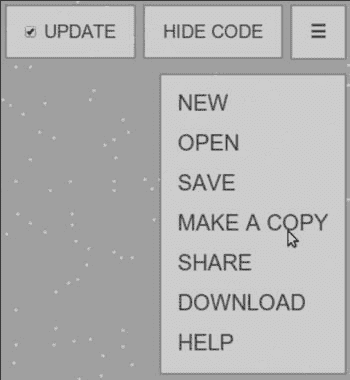 UPDATE HIDE CODE ☰
NEW
OPEN
SAVE
MAKE A COPY
SHARE
DOWNLOAD
HELP